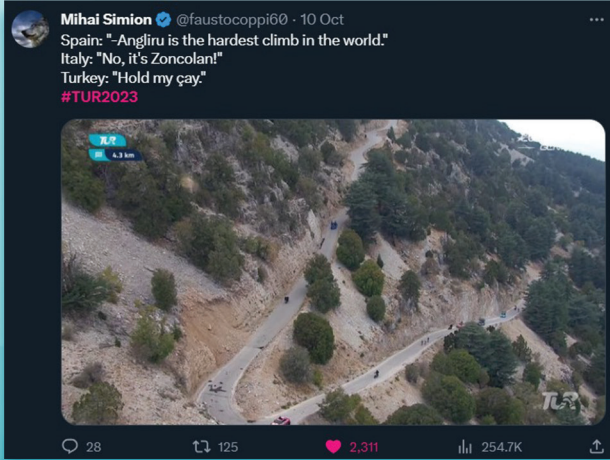 Mihai Simion @faustocoppi60 · 10 Oct
Spain: "-Angliru is the hardest climb in the world."
Italy: "No, it's Zoncolan!"
Turkey: "Hold my çay."
#TUR2023
TUR
4.3 km
TUR
28 125 2,311 254.7K